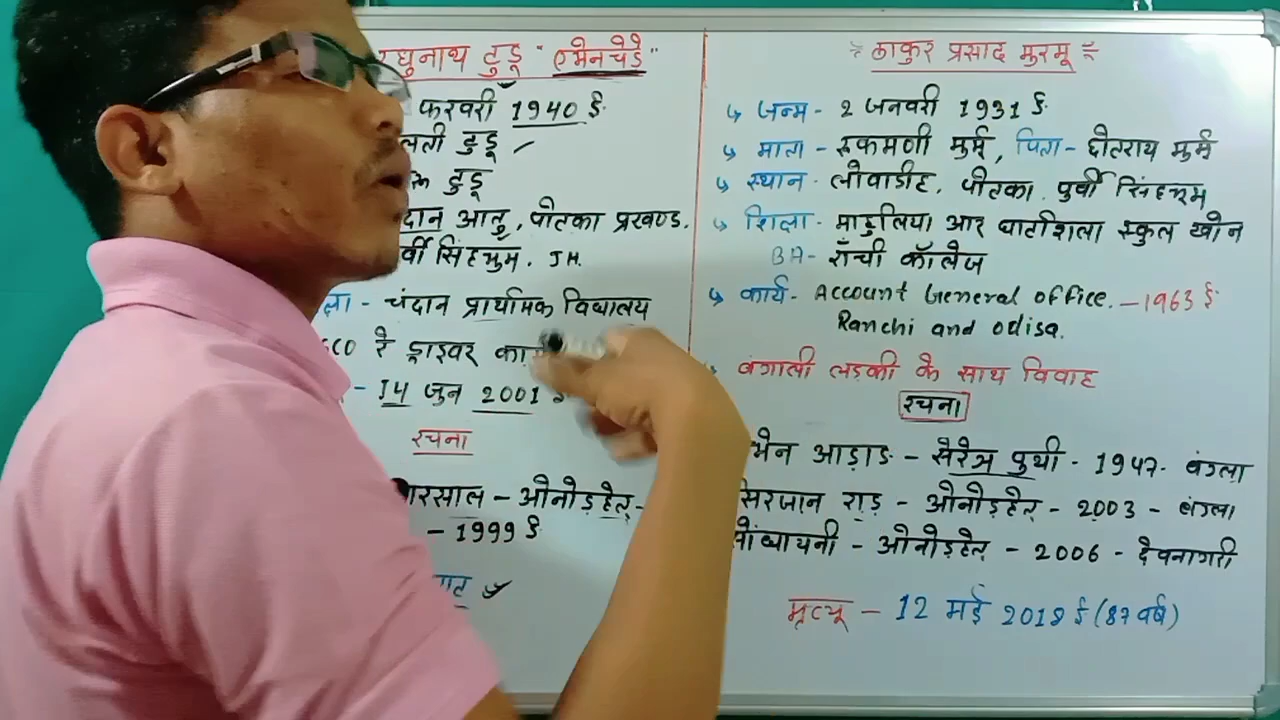 रघुनाथ टुडू "एभेनचेडे"
फरवरी 1940 ई
टुडू
टुडू
आतु, पोटका प्रखण्ड.
सिंहभुम. JH.
चंदान प्राथमिक विद्यालय
रे ड्राइवर
- 14 जुन 2001
रचना
ओनोड़हेत् -
- 1999 ई
ठाकुर प्रसाद मुरमू
जन्म - 2 जनवरी 1931 ई
माता - रुकमणी मुर्मू, पिता - छोतराय मुर्मू
स्थान - लोवाडीह, पोटका. पुर्वी सिंहभुम
शिक्षा - माडुलिया आर घाटशिला स्कुल खोन
BA - राँची कॉलेज
कार्य - Account General office. - 1963 ई
Ranchi and odisa.
बंगाली लड़की के साथ विवाह
रचना
आड़ाङ - सेरेञ पुथी - 1947 - बंगला
सिरजान राड़ - ओनोड़हेत् - 2003 - बंगला
- ओनोड़हेत् - 2006 - देवनागरी
मृत्यू - 12 मई 2018 ई (87 वर्ष)